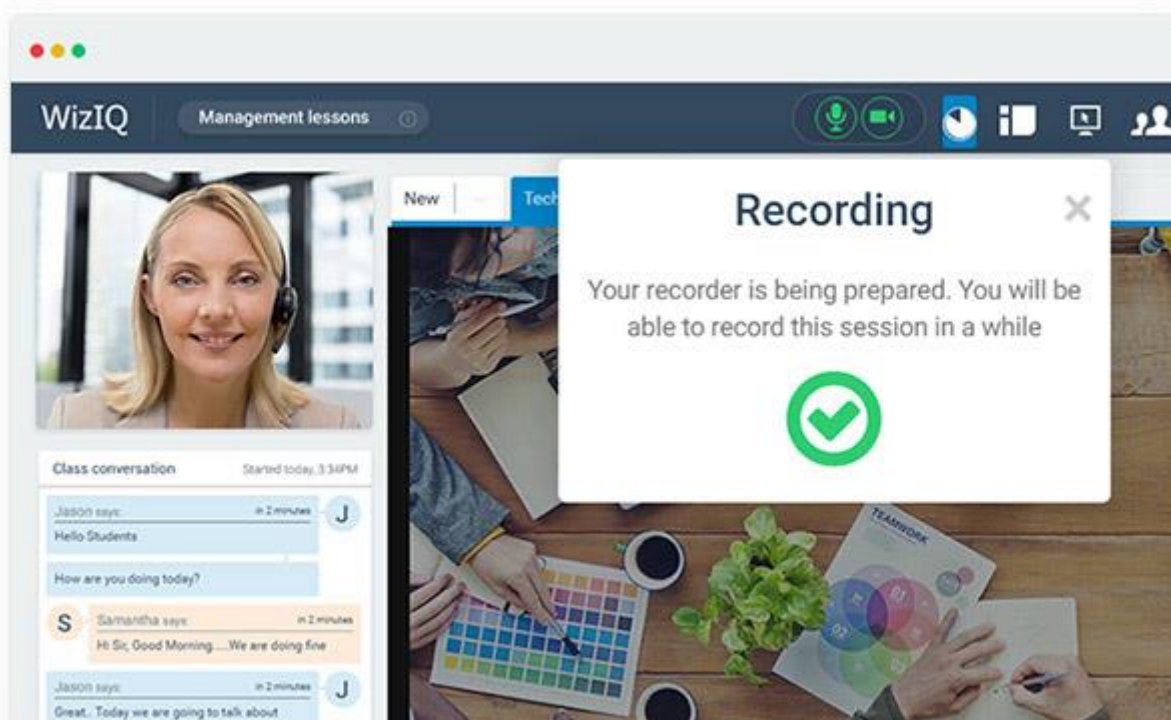 WizIQ
Management lessons
New
Tech
Recording
Your recorder is being prepared. You will be
able to record this session in a while
Class conversation
Started today, 3:34PM
Jason says:
in 2 minutes
J
Hello Students
How are you doing today?
S
Samantha says:
in 2 minutes
Hi Sir, Good Morning ....We are doing fine
Jason says:
in 2 minutes
J
Great.. Today we are going to talk about
TEAMWORK
01
02